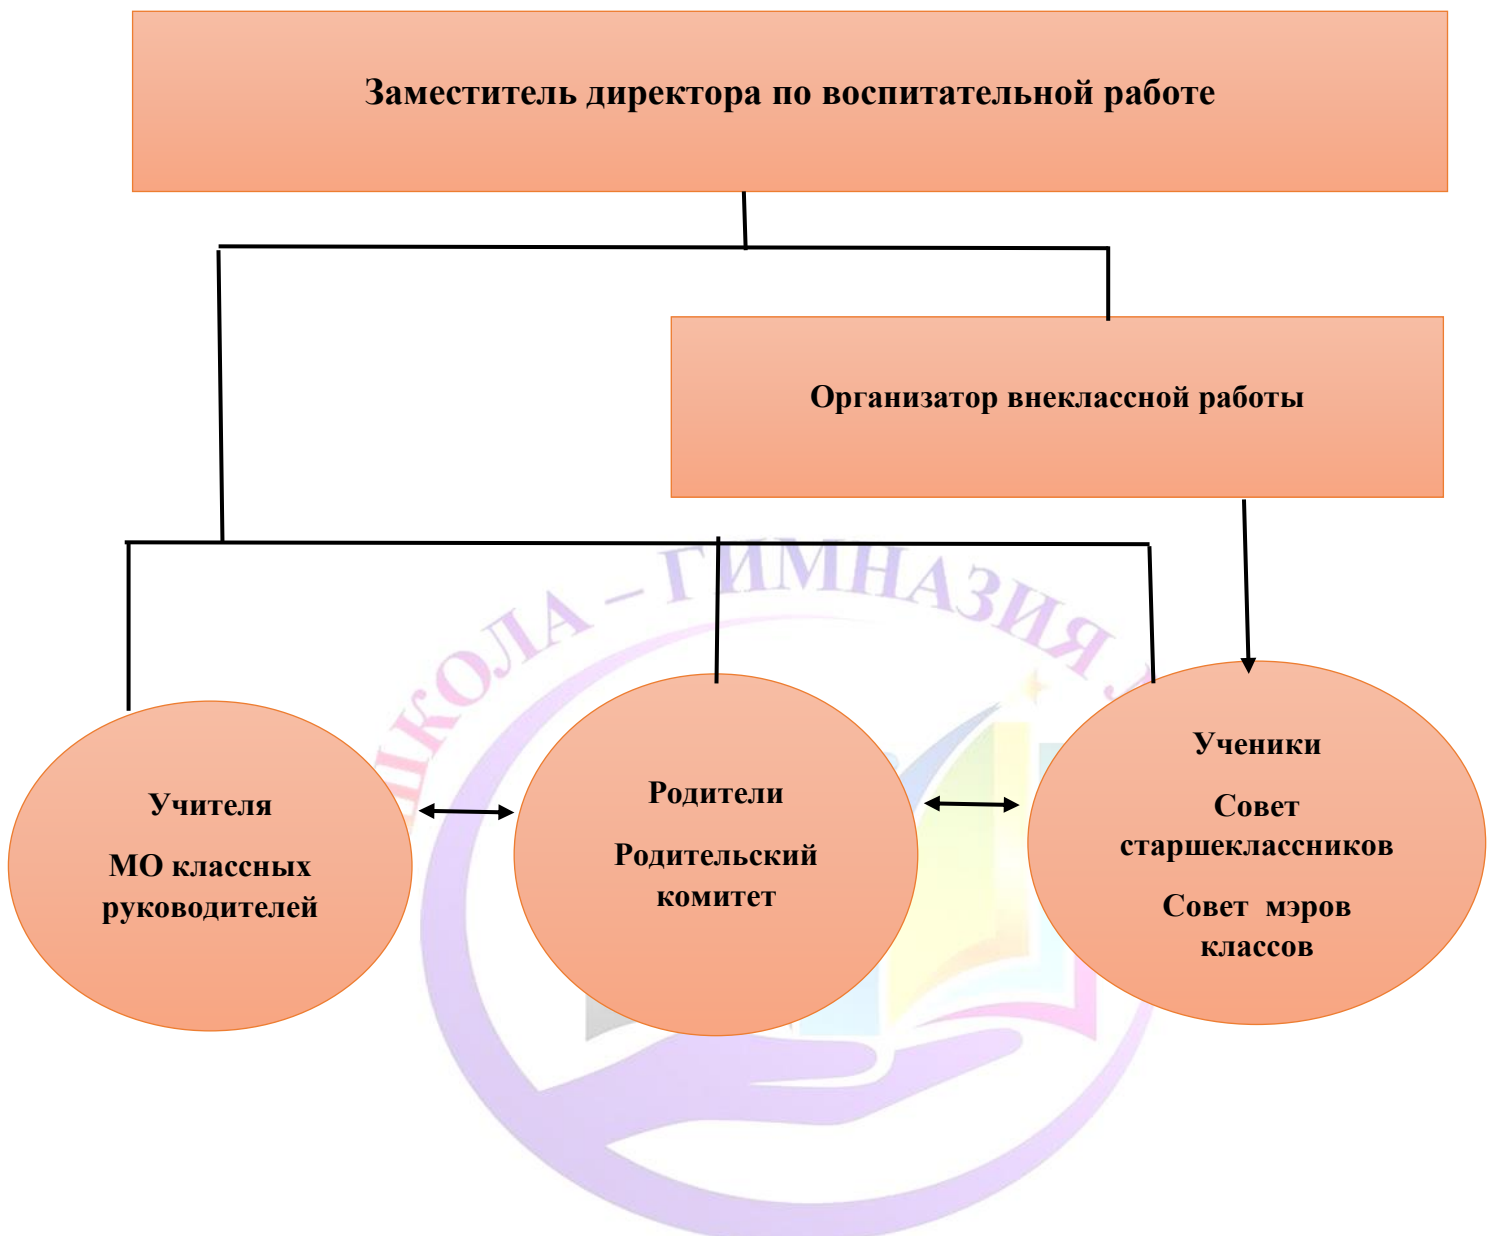 Заместитель директора по воспитательной работе
Организатор внеклассной работы
ШКОЛА – ГИМНАЗИЯ
Учителя
МО классных
руководителей
Родители
Родительский
комитет
Ученики
Совет
старшеклассников
Совет мэров
классов